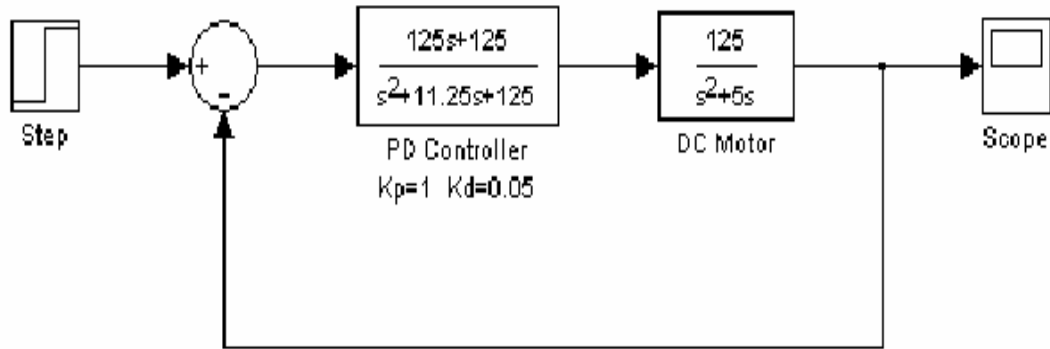 Step
+
-
125s+125
s²+11.25s+125
PD Controller
Kp=1 Kd=0.05
125
s²+5s
DC Motor
Scope